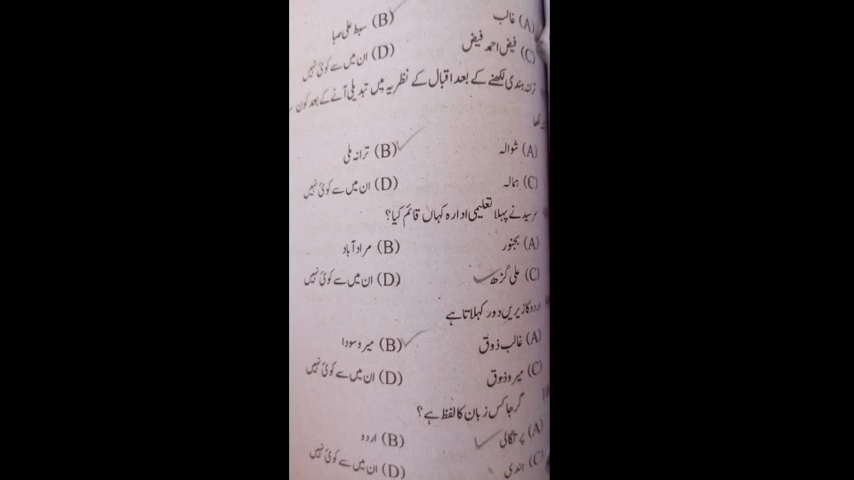 (A) غالب (B) سبط علی صبا
(C) فیض احمد فیض (D) ان میں سے کوئی نہیں
ترانہ ہندی لکھنے کے بعد اقبال کے نظریہ میں تبدیلی آنے کے بعد کون
لکھا
(A) شوالہ (B) ترانہ ملی
(C) ہمالہ (D) ان میں سے کوئی نہیں
سرسید نے پہلا تعلیمی ادارہ کہاں قائم کیا؟
(A) بجنور (B) مراد آباد
(C) علی گڑھ (D) ان میں سے کوئی نہیں
اردو کا زیریں دور کہلاتا ہے
(A) غالب ذوق (B) میر و سودا
(C) میر و ذوق (D) ان میں سے کوئی نہیں
گرجا کس زبان کا لفظ ہے؟
(A) پرتگالی (B) اردو
(C) ہندی (D) ان میں سے کوئی نہیں